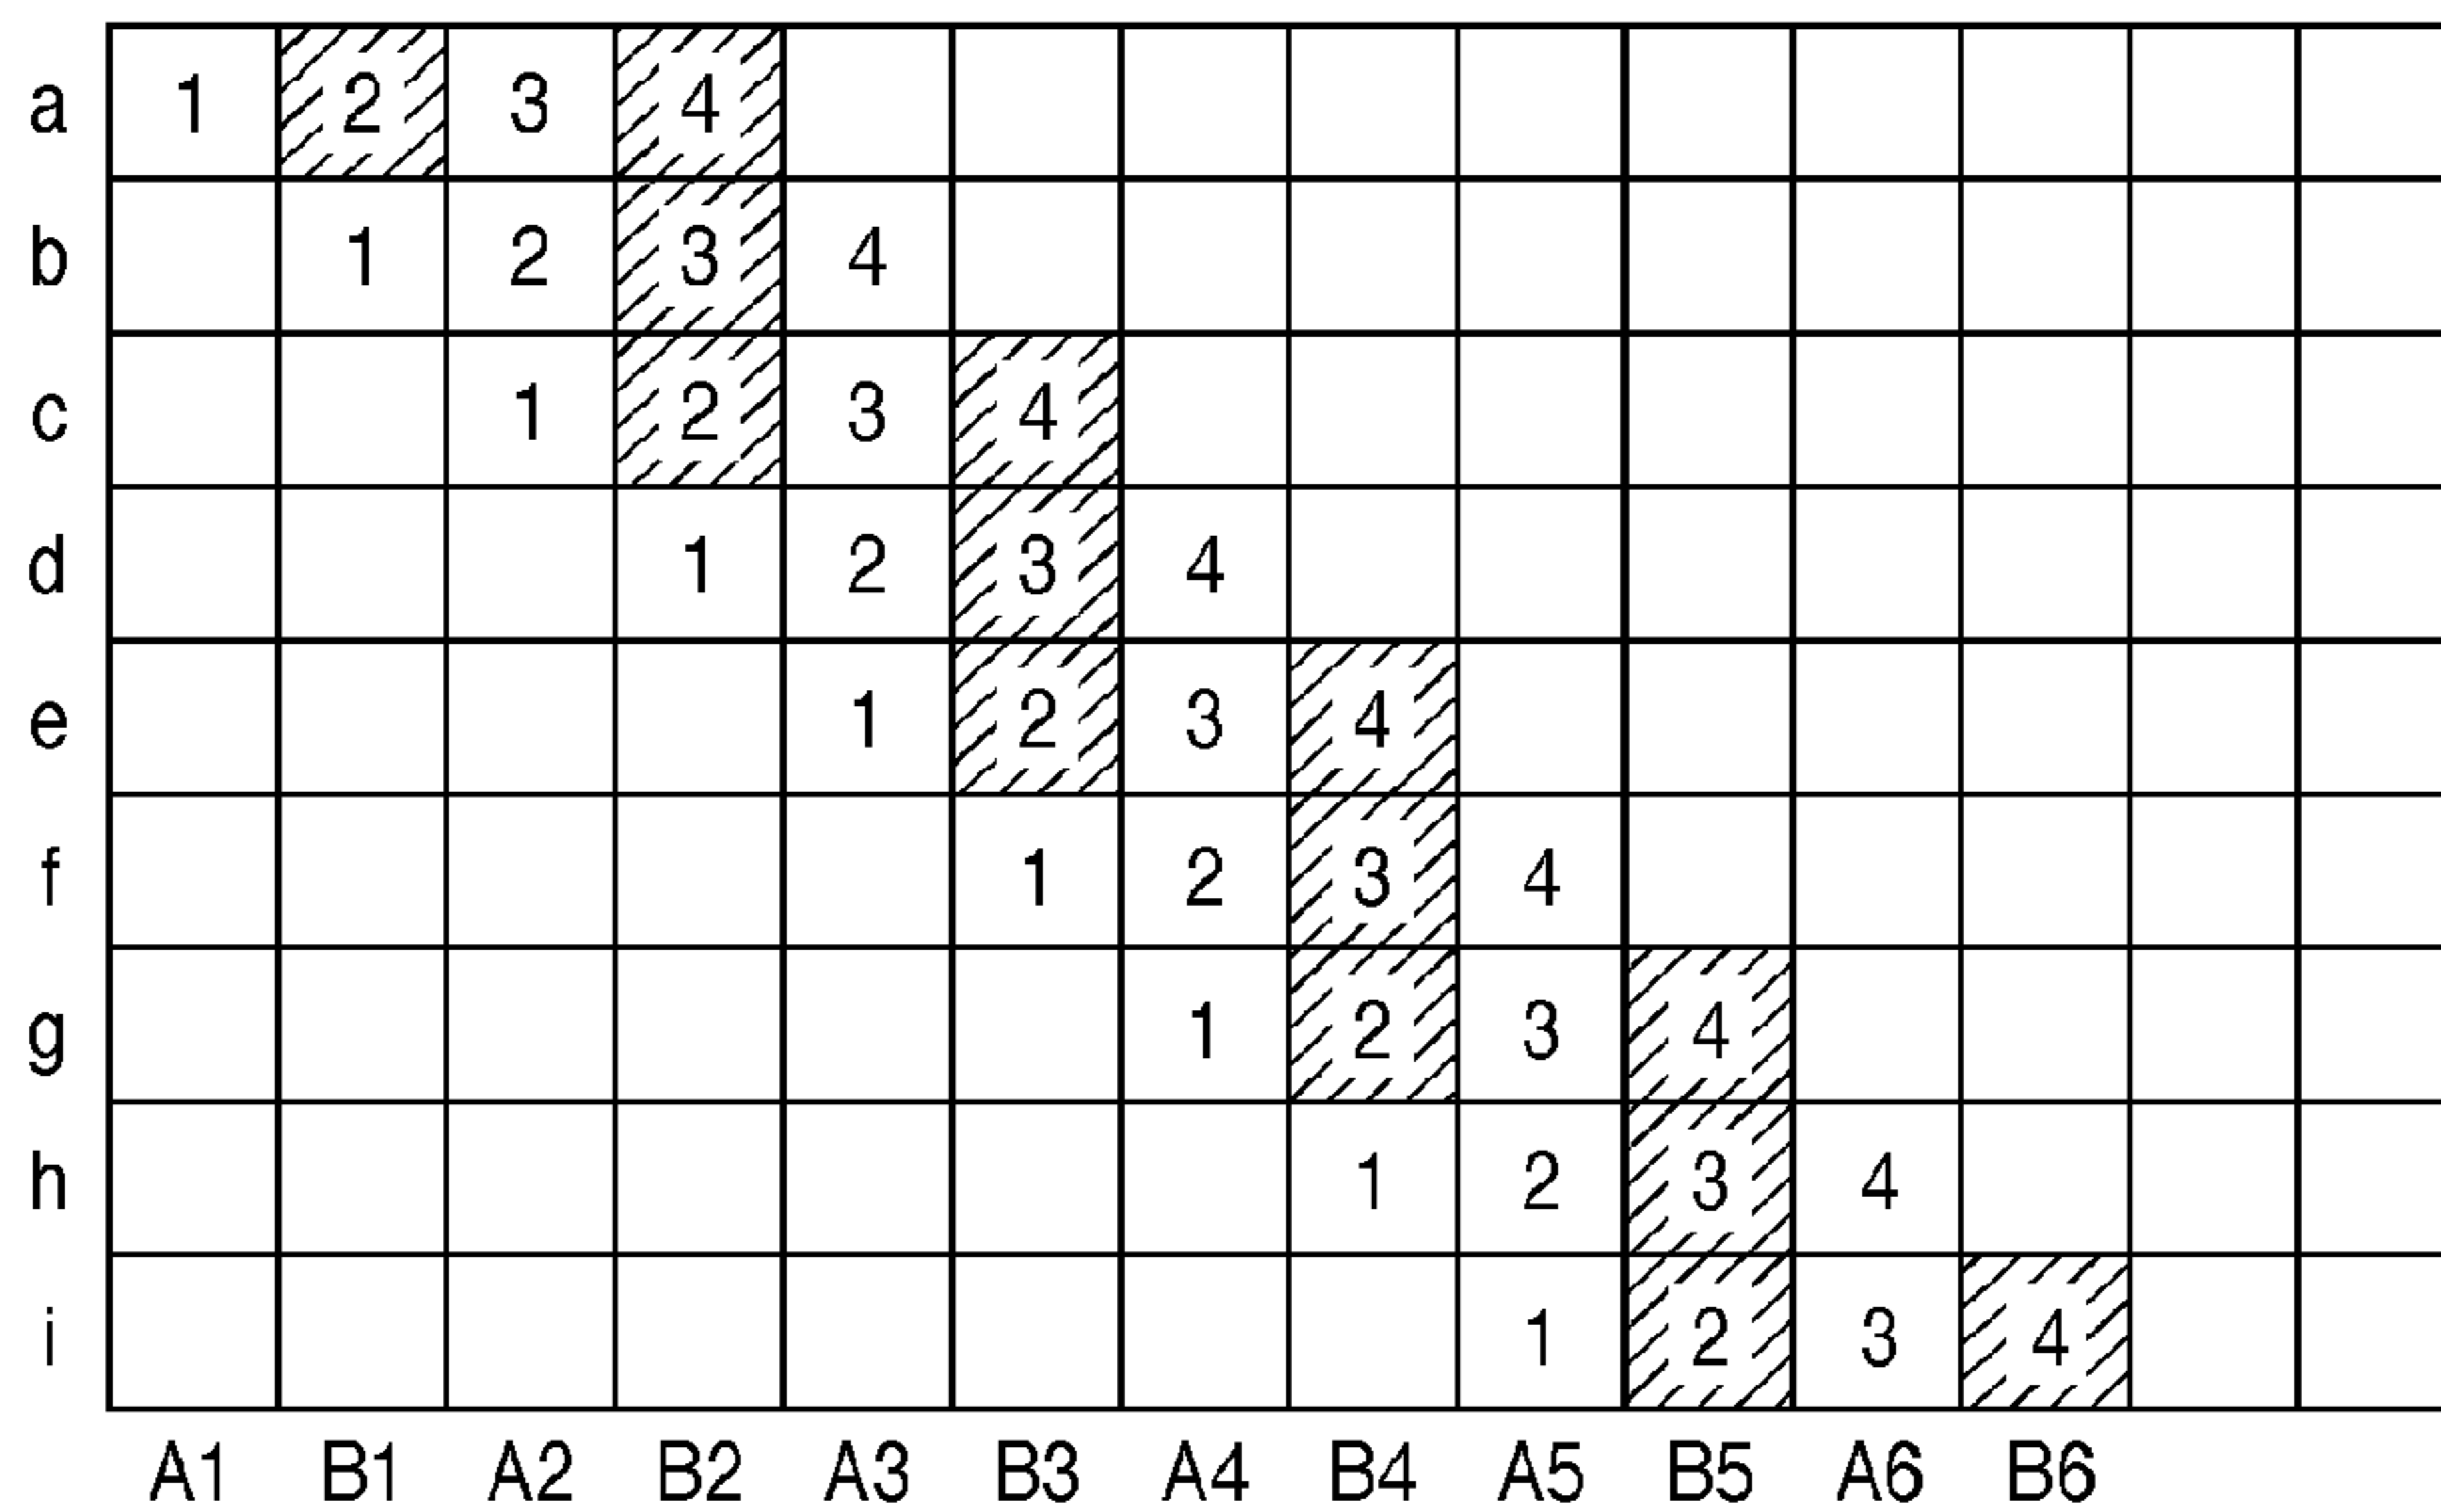 a 1 2 3 4
b 1 2 3 4
c 1 2 3 4
d 1 2 3 4
e 1 2 3 4
f 1 2 3 4
g 1 2 3 4
h 1 2 3 4
i 1 2 3 4
A1 B1 A2 B2 A3 B3 A4 B4 A5 B5 A6 B6